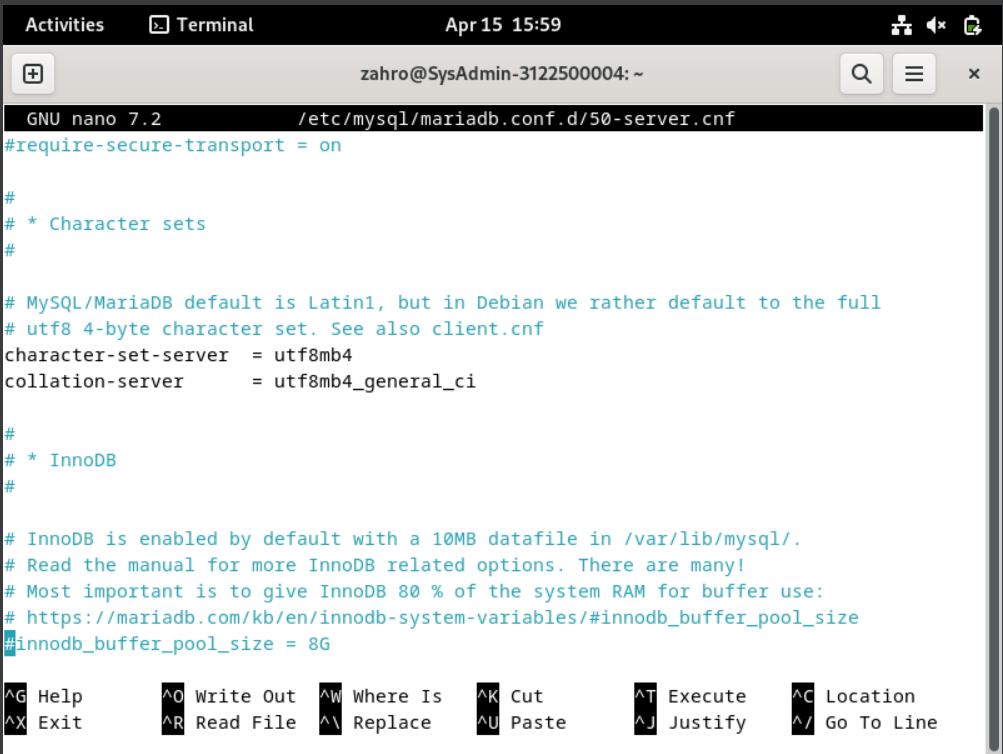 Activities Terminal Apr 15 15:59
zahro@SysAdmin-3122500004: ~
GNU nano 7.2 /etc/mysql/mariadb.conf.d/50-server.cnf
#require-secure-transport = on
#
# * Character sets
#
# MySQL/MariaDB default is Latin1, but in Debian we rather default to the full
# utf8 4-byte character set. See also client.cnf
character-set-server  = utf8mb4
collation-server      = utf8mb4_general_ci
#
# * InnoDB
#
# InnoDB is enabled by default with a 10MB datafile in /var/lib/mysql/.
# Read the manual for more InnoDB related options. There are many!
# Most important is to give InnoDB 80 % of the system RAM for buffer use:
# https://mariadb.com/kb/en/innodb-system-variables/#innodb_buffer_pool_size
#innodb_buffer_pool_size = 8G
^G Help ^O Write Out ^W Where Is ^K Cut ^T Execute ^C Location
^X Exit ^R Read File ^\ Replace ^U Paste ^J Justify ^/ Go To Line